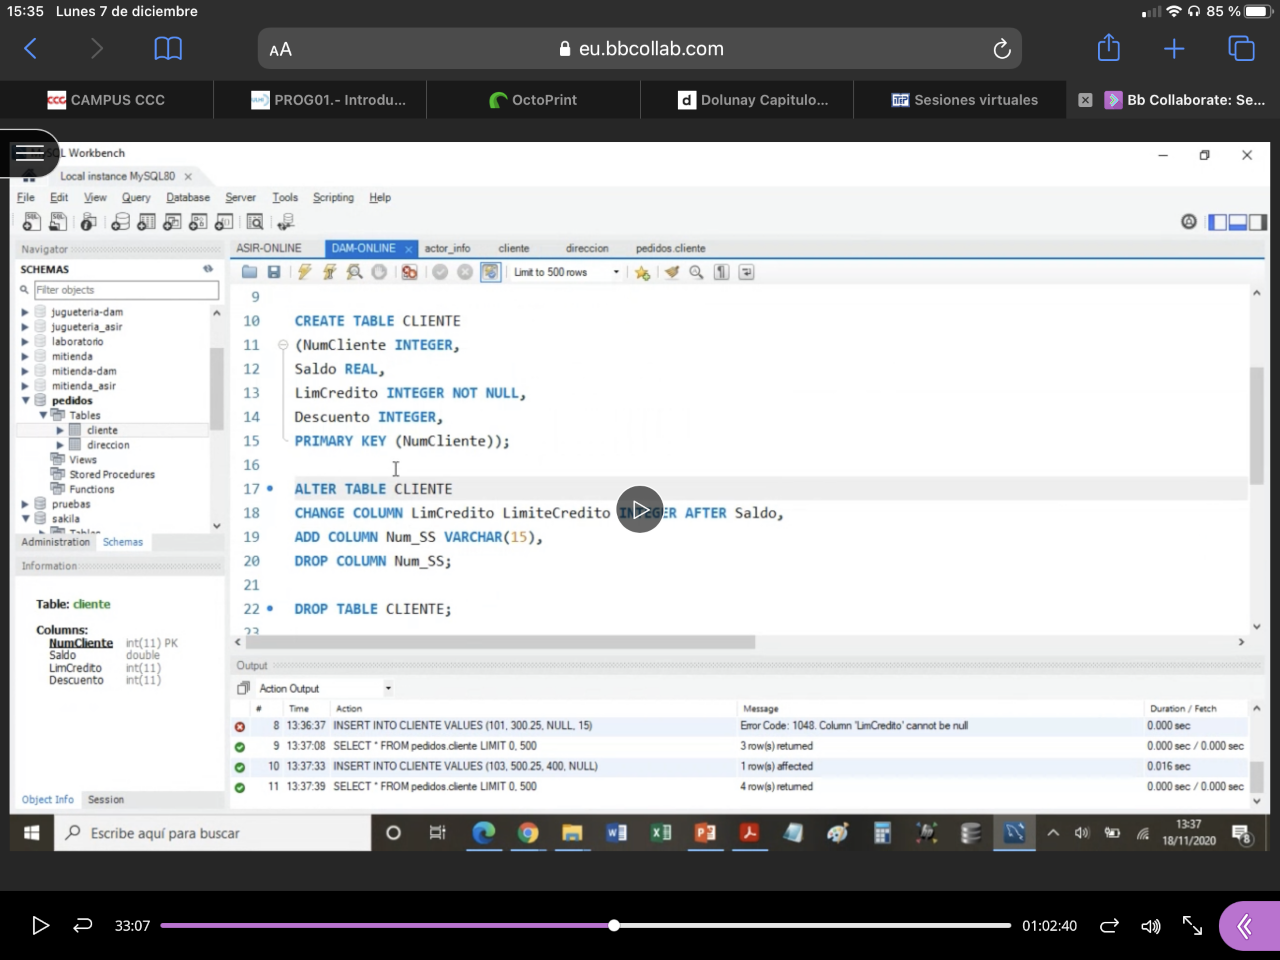 15:35 Lunes 7 de diciembre
85 %
AA
eu.bbcollab.com
CAMPUS CCC
PROG01.- Introdu...
OctoPrint
Dolunay Capitulo...
Sesiones virtuales
Bb Collaborate: Se...
SQL Workbench
Local instance MySQL80
File Edit View Query Database Server Tools Scripting Help
Navigator
SCHEMAS
Filter objects
jugueteria-dam
jugueteria_asir
laboratorio
mitienda
mitienda-dam
mitienda_asir
pedidos
Tables
cliente
direccion
Views
Stored Procedures
Functions
pruebas
sakila
Tables
Administration Schemas
Information
Table: cliente
Columns:
NumCliente int(11) PK
Saldo double
LimCredito int(11)
Descuento int(11)
Object Info Session
ASIR-ONLINE DAM-ONLINE actor_info cliente direccion pedidos.cliente
Limit to 500 rows
9
10 CREATE TABLE CLIENTE
11 (NumCliente INTEGER,
12 Saldo REAL,
13 LimCredito INTEGER NOT NULL,
14 Descuento INTEGER,
15 PRIMARY KEY (NumCliente));
16
17 ALTER TABLE CLIENTE
18 CHANGE COLUMN LimCredito LimiteCredito INTEGER AFTER Saldo,
19 ADD COLUMN Num_SS VARCHAR(15),
20 DROP COLUMN Num_SS;
21
22 DROP TABLE CLIENTE;
23
Output
Action Output
# Time Action Message Duration / Fetch
8 13:36:37 INSERT INTO CLIENTE VALUES (101, 300.25, NULL, 15) Error Code: 1048. Column 'LimCredito' cannot be null 0.000 sec
9 13:37:08 SELECT * FROM pedidos.cliente LIMIT 0, 500 3 row(s) returned 0.000 sec / 0.000 sec
10 13:37:33 INSERT INTO CLIENTE VALUES (103, 500.25, 400, NULL) 1 row(s) affected 0.016 sec
11 13:37:39 SELECT * FROM pedidos.cliente LIMIT 0, 500 4 row(s) returned 0.000 sec / 0.000 sec
Escribe aquí para buscar
13:37
18/11/2020
8
33:07
01:02:40